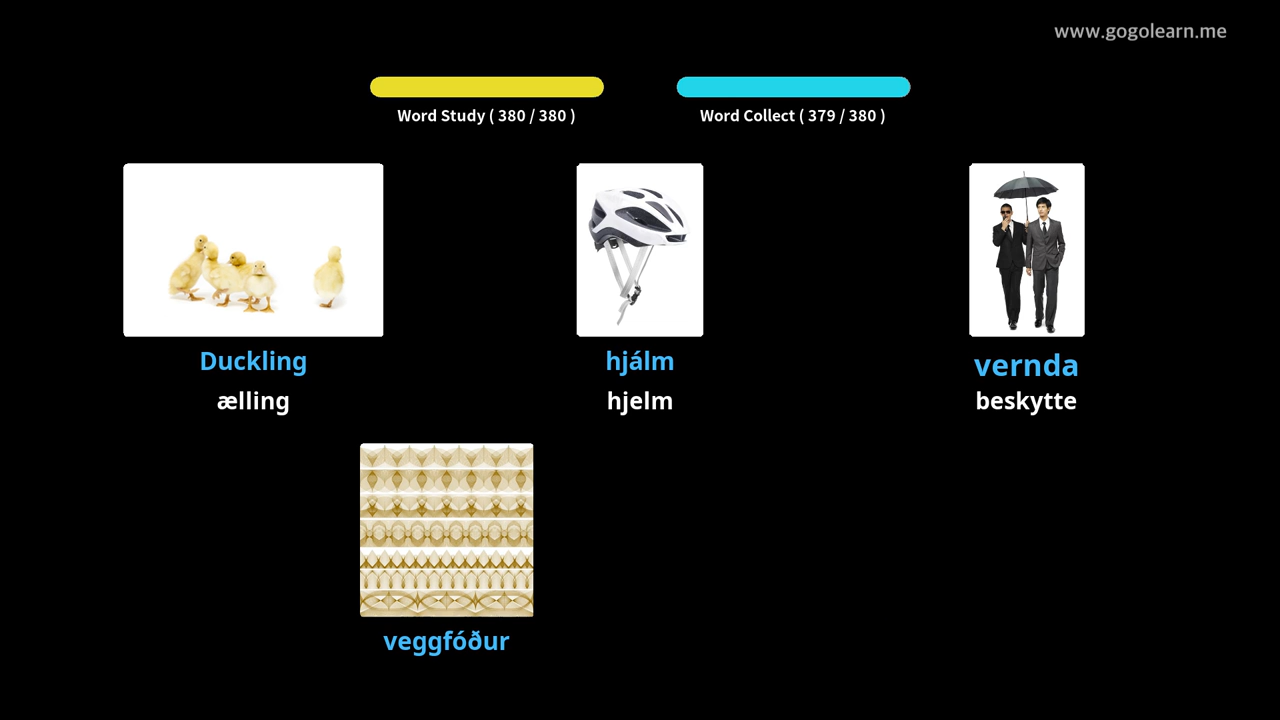 www.gogolearn.me
Word Study ( 380 / 380 )
Word Collect ( 379 / 380 )
Duckling
ælling
hjálm
hjelm
vernda
beskytte
veggfóður